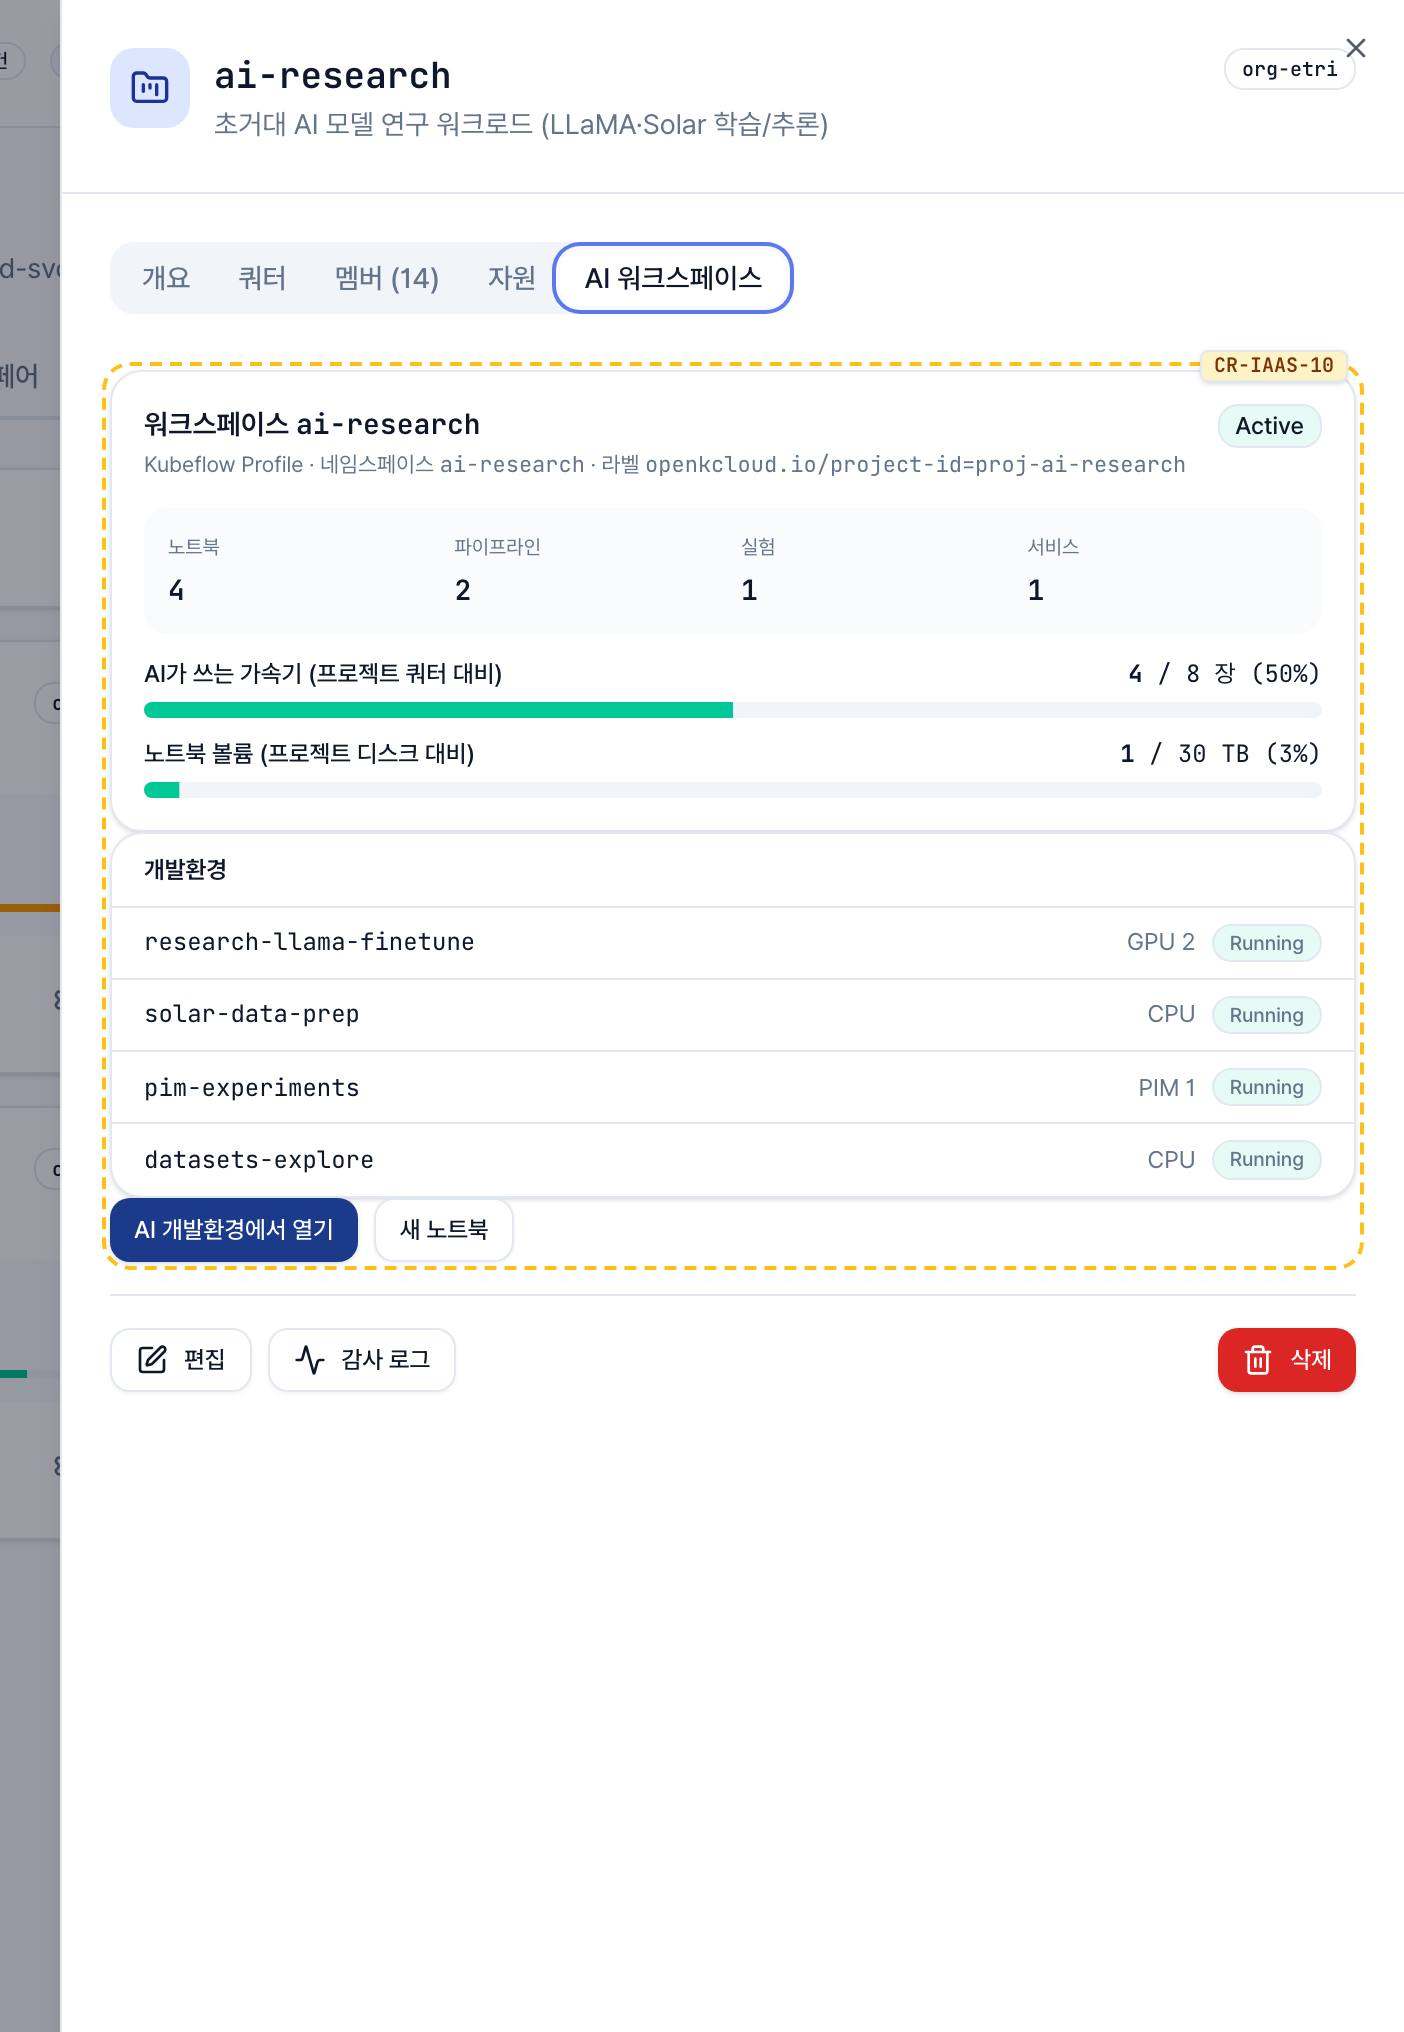 ai-research
org-etri
초거대 AI 모델 연구 워크로드 (LLaMA·Solar 학습/추론)
개요
쿼터
멤버 (14)
자원
AI 워크스페이스
CR-IAAS-10
워크스페이스 ai-research
Active
Kubeflow Profile · 네임스페이스 ai-research · 라벨 openkcloud.io/project-id=proj-ai-research
노트북
파이프라인
실험
서비스
4
2
1
1
AI가 쓰는 가속기 (프로젝트 쿼터 대비)
4 / 8 장 (50%)
노트북 볼륨 (프로젝트 디스크 대비)
1 / 30 TB (3%)
개발환경
research-llama-finetune
GPU 2
Running
solar-data-prep
CPU
Running
pim-experiments
PIM 1
Running
datasets-explore
CPU
Running
AI 개발환경에서 열기
새 노트북
편집
감사 로그
삭제